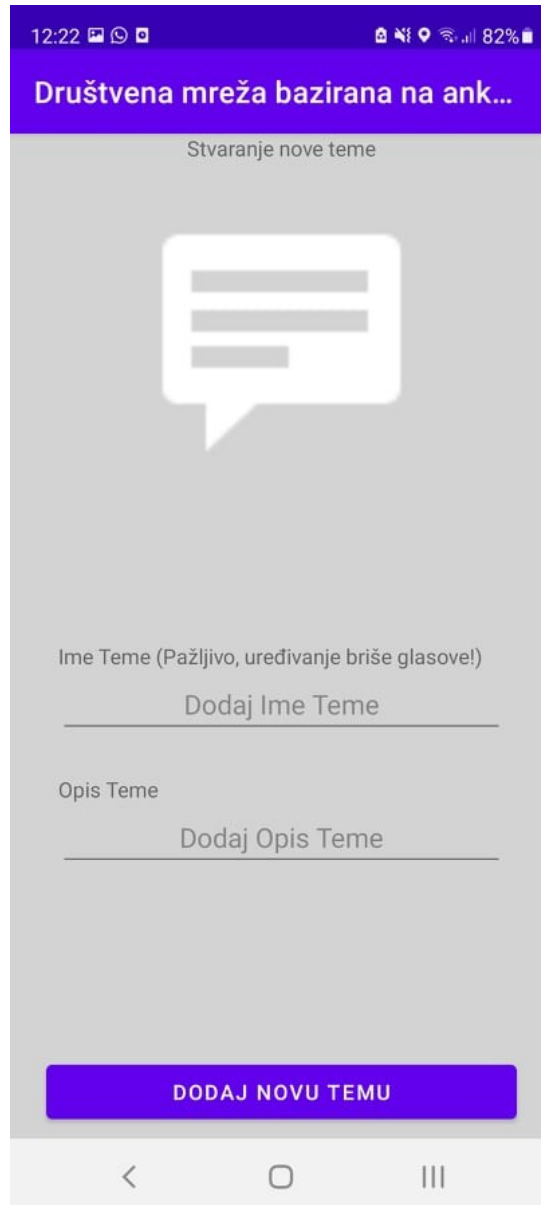 12:22 82%
Društvena mreža bazirana na ank...
Stvaranje nove teme
Ime Teme (Pažljivo, uređivanje briše glasove!)
Dodaj Ime Teme
Opis Teme
Dodaj Opis Teme
DODAJ NOVU TEMU